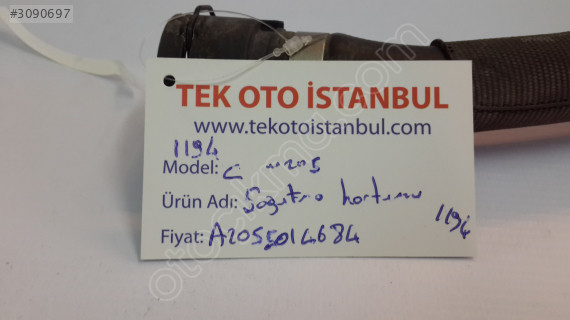 #3090697
TEK OTO İSTANBUL
www.tekotoistanbul.com
1194
Model: C w205
Ürün Adı: Soğutma hortumu
1194
Fiyat: A2055014684